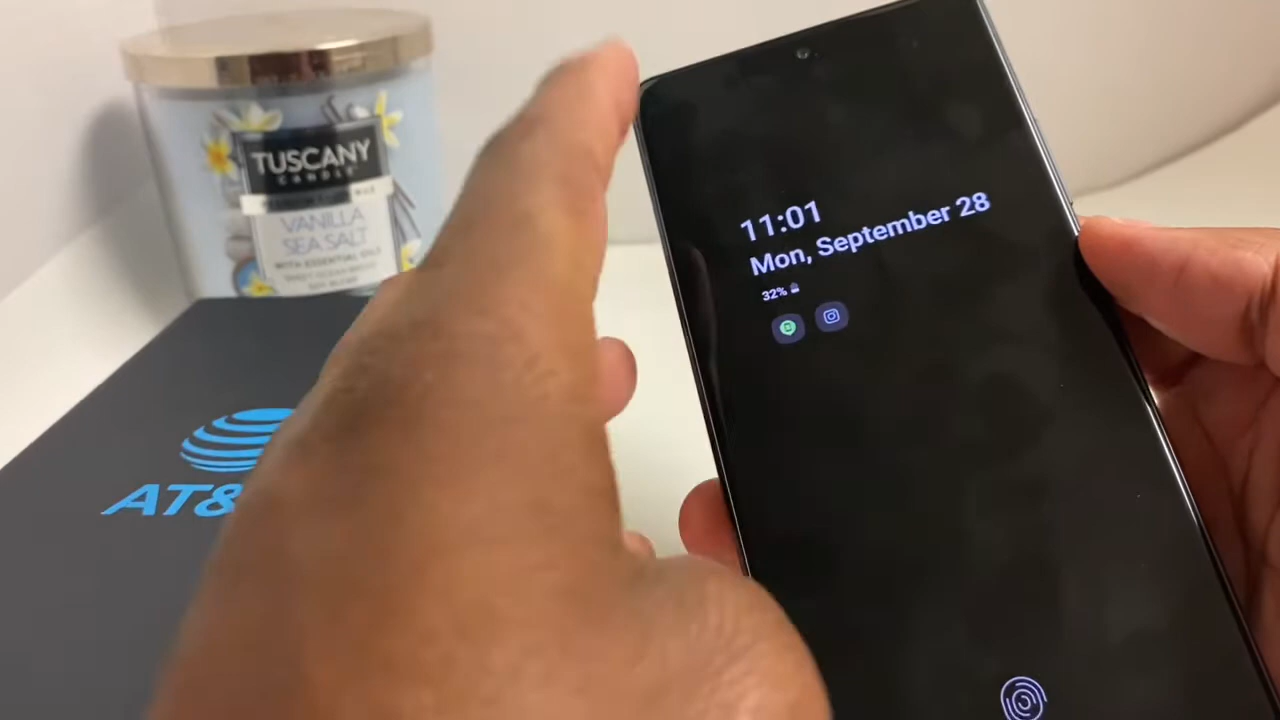 TUSCANY
CANDLE
VANILLA
SEA SALT
WITH ESSENTIAL OILS
AT&
11:01
Mon, September 28
32%